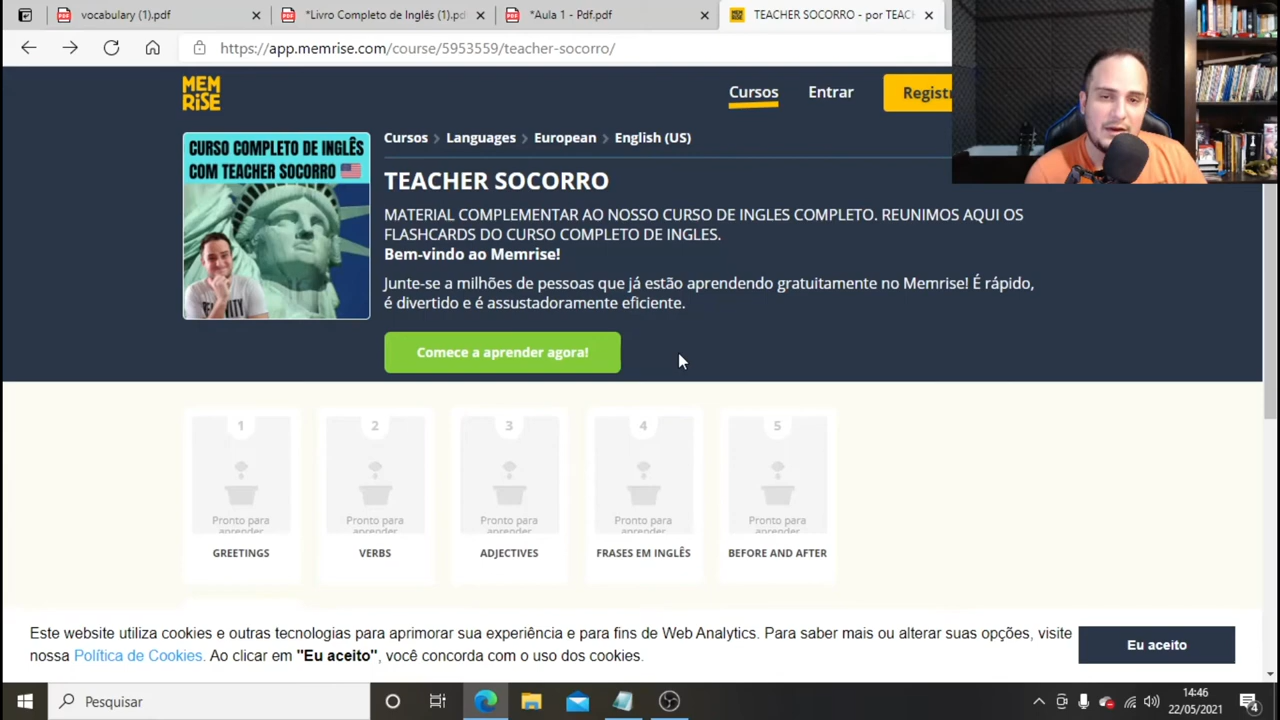 vocabulary (1).pdf
*Livro Completo de Inglês (1).pd
*Aula 1 - Pdf.pdf
TEACHER SOCORRO - por TEACH
https://app.memrise.com/course/5953559/teacher-socorro/
MEM
RiSE
Cursos
Entrar
Registr
CURSO COMPLETO DE INGLÊS
COM TEACHER SOCORRO
Cursos > Languages > European > English (US)
TEACHER SOCORRO
MATERIAL COMPLEMENTAR AO NOSSO CURSO DE INGLES COMPLETO. REUNIMOS AQUI OS
FLASHCARDS DO CURSO COMPLETO DE INGLES.
Bem-vindo ao Memrise!
Junte-se a milhões de pessoas que já estão aprendendo gratuitamente no Memrise! É rápido,
é divertido e é assustadoramente eficiente.
Comece a aprender agora!
1
Pronto para
aprender
GREETINGS
2
Pronto para
aprender
VERBS
3
Pronto para
aprender
ADJECTIVES
4
Pronto para
aprender
FRASES EM INGLÊS
5
Pronto para
aprender
BEFORE AND AFTER
Este website utiliza cookies e outras tecnologias para aprimorar sua experiência e para fins de Web Analytics. Para saber mais ou alterar suas opções, visite
nossa Política de Cookies. Ao clicar em "Eu aceito", você concorda com o uso dos cookies.
Eu aceito
Pesquisar
14:46
22/05/2021
4